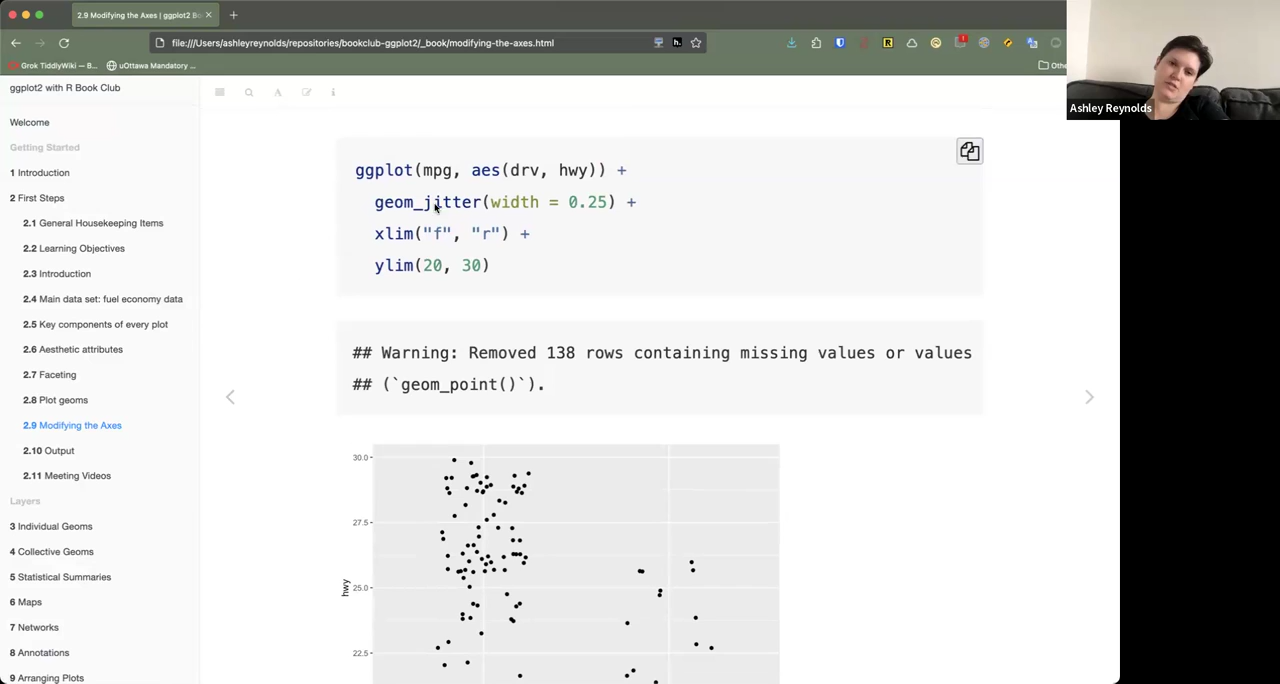 2.9 Modifying the Axes | ggplot2 Bo
file:///Users/ashleyreynolds/repositories/bookclub-ggplot2/_book/modifying-the-axes.html
Grok TiddlyWiki — B...
uOttawa Mandatory ...
Othe
Ashley Reynolds
ggplot2 with R Book Club
Welcome
Getting Started
1 Introduction
2 First Steps
2.1 General Housekeeping Items
2.2 Learning Objectives
2.3 Introduction
2.4 Main data set: fuel economy data
2.5 Key components of every plot
2.6 Aesthetic attributes
2.7 Faceting
2.8 Plot geoms
2.9 Modifying the Axes
2.10 Output
2.11 Meeting Videos
Layers
3 Individual Geoms
4 Collective Geoms
5 Statistical Summaries
6 Maps
7 Networks
8 Annotations
9 Arranging Plots
ggplot(mpg, aes(drv, hwy)) +
geom_jitter(width = 0.25) +
xlim("f", "r") +
ylim(20, 30)
## Warning: Removed 138 rows containing missing values or values
## (`geom_point()`).
30.0
27.5
25.0
22.5
hwy